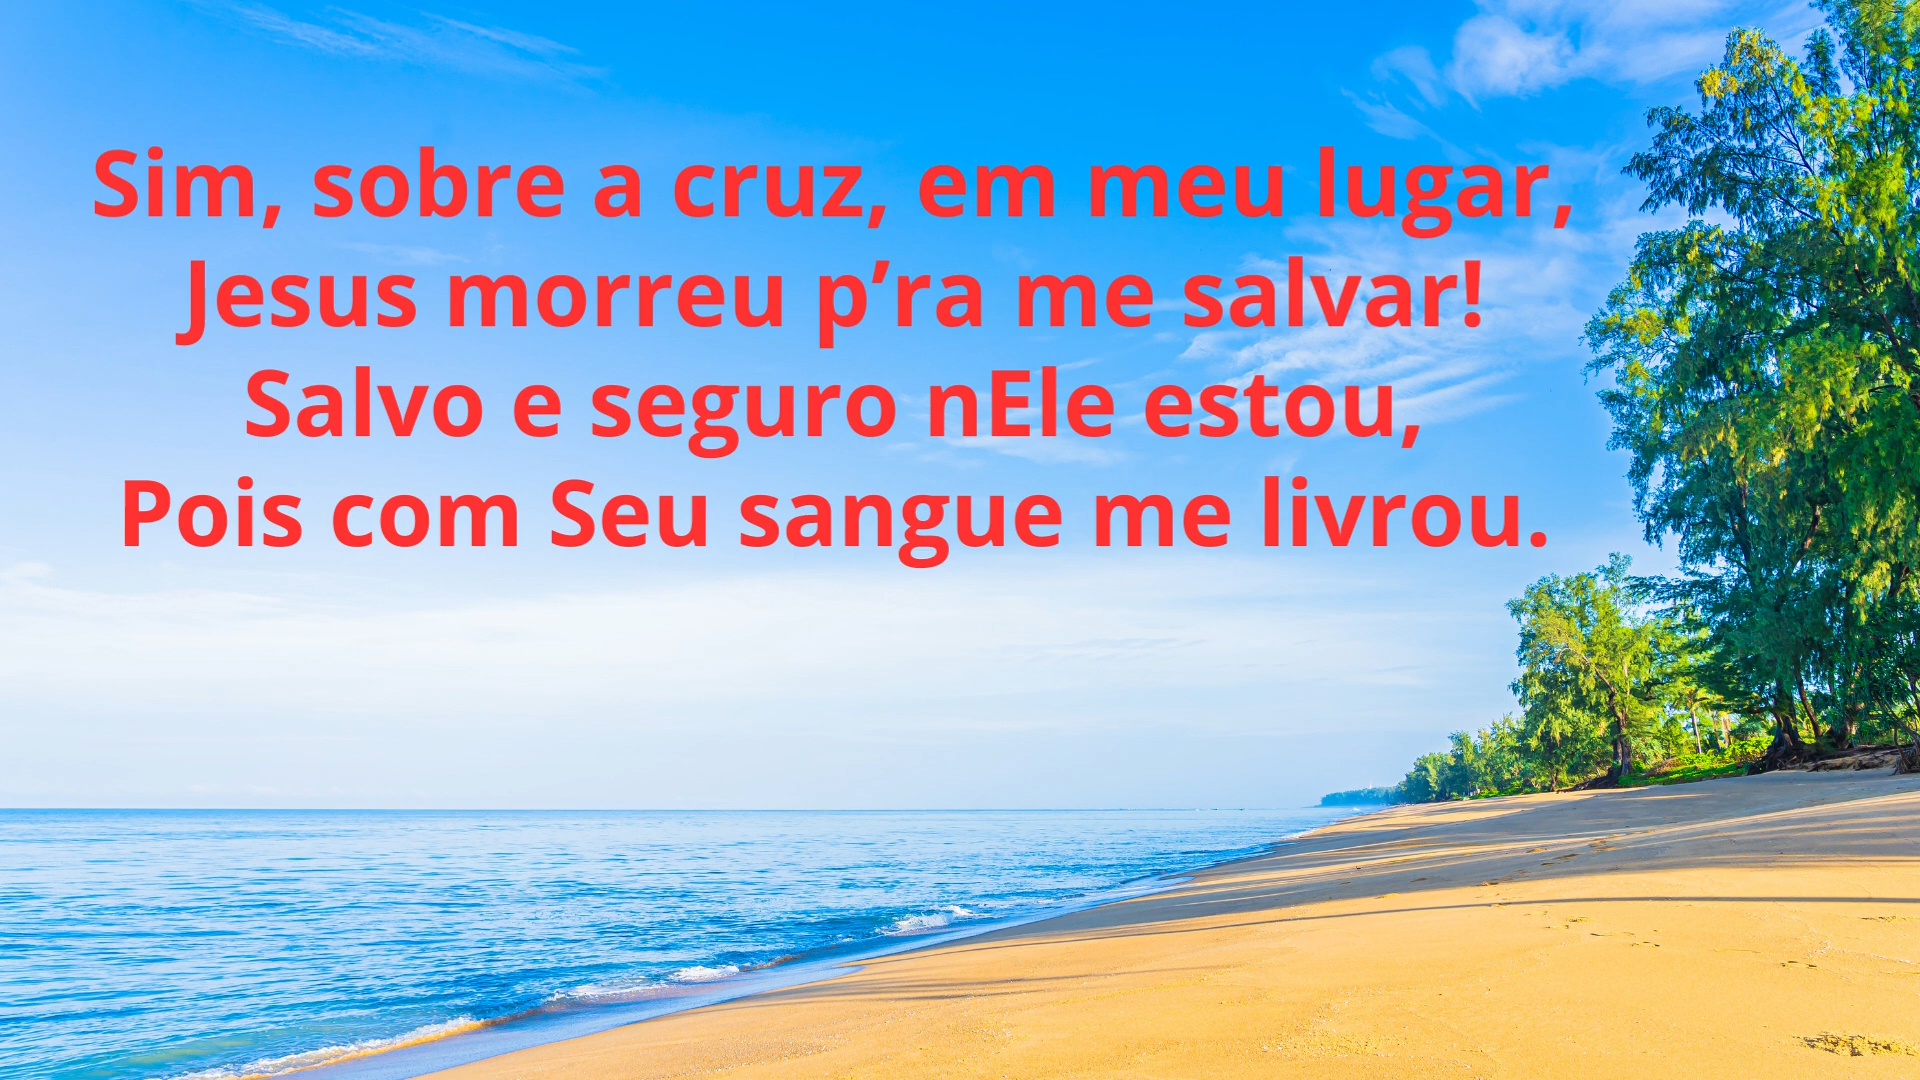 Sim, sobre a cruz, em meu lugar,
Jesus morreu p’ra me salvar!
Salvo e seguro nEle estou,
Pois com Seu sangue me livrou.